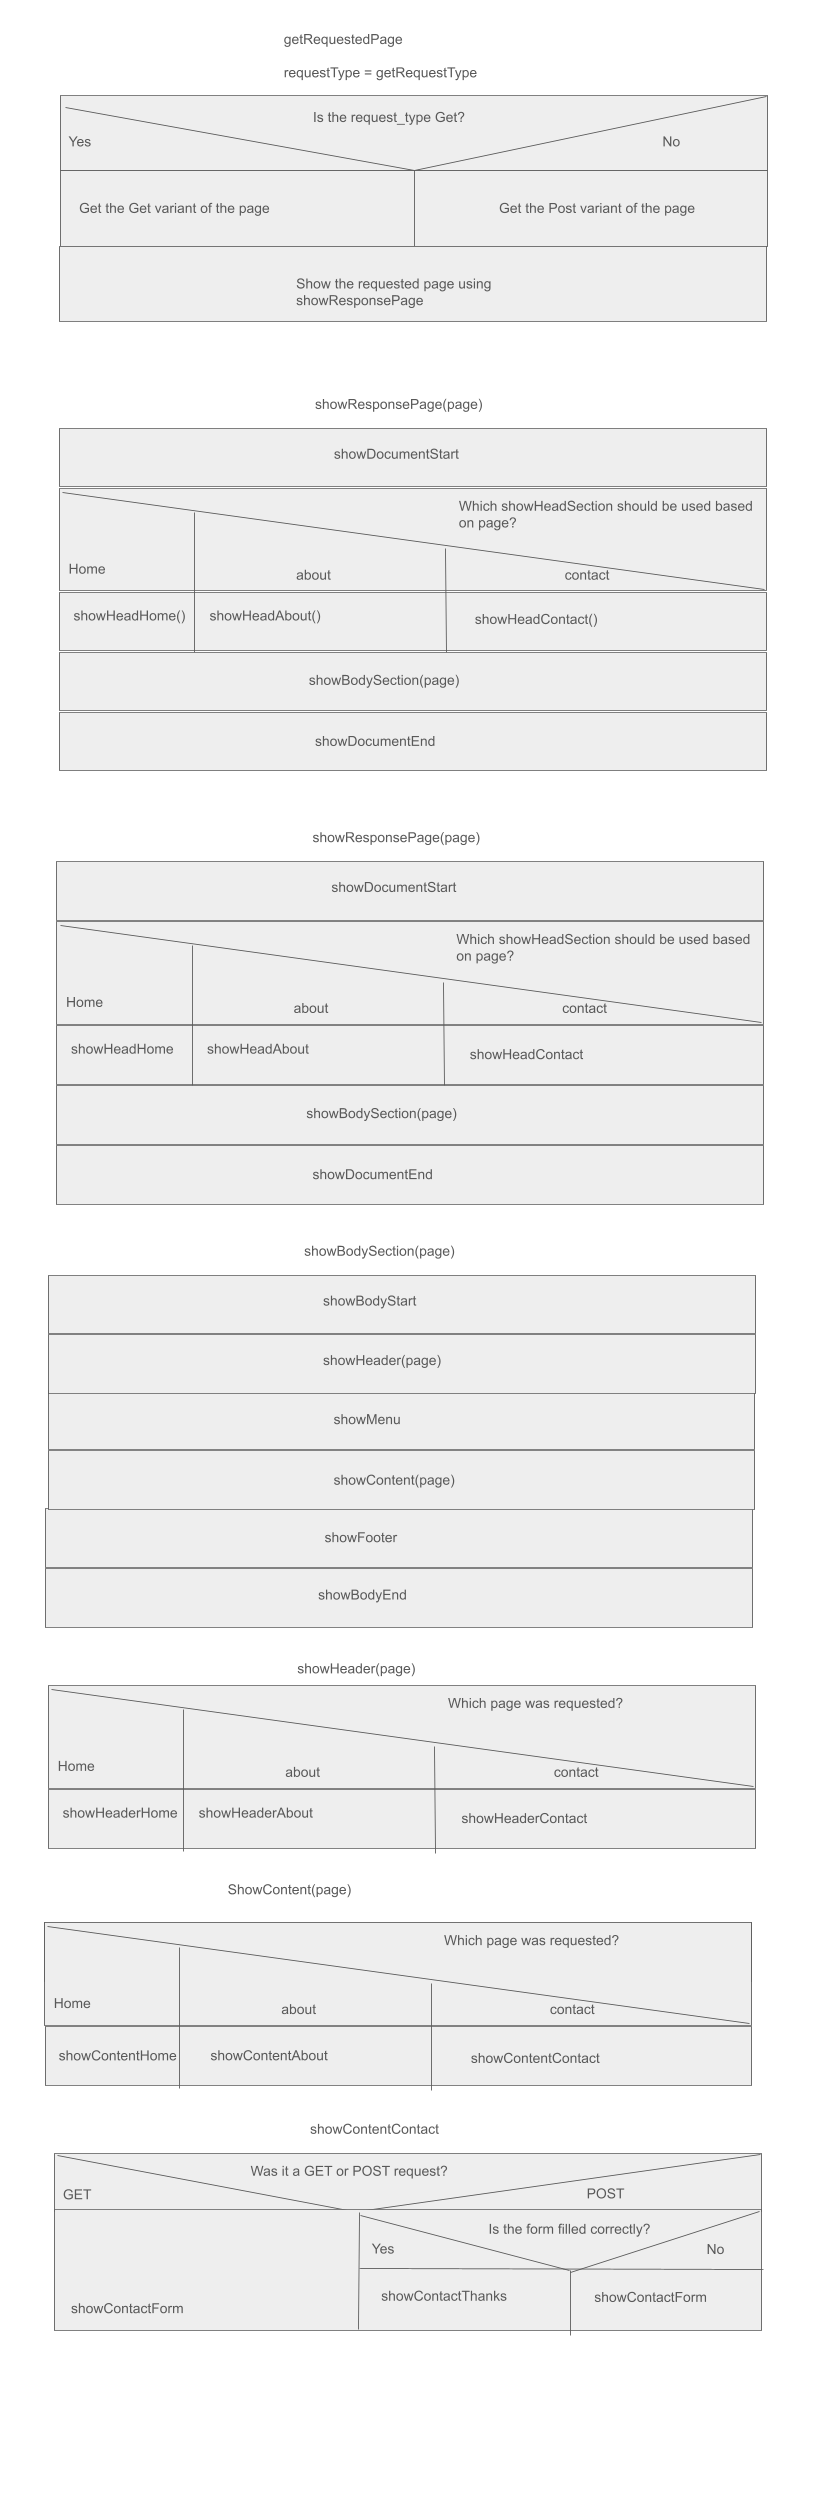 getRequestedPage
requestType = getRequestType
Is the request_type Get?
Yes
No
Get the Get variant of the page
Get the Post variant of the page
Show the requested page using
showResponsePage
showResponsePage(page)
showDocumentStart
Which showHeadSection should be used based
on page?
Home
about
contact
showHeadHome()
showHeadAbout()
showHeadContact()
showBodySection(page)
showDocumentEnd
showResponsePage(page)
showDocumentStart
Which showHeadSection should be used based
on page?
Home
about
contact
showHeadHome
showHeadAbout
showHeadContact
showBodySection(page)
showDocumentEnd
showBodySection(page)
showBodyStart
showHeader(page)
showMenu
showContent(page)
showFooter
showBodyEnd
showHeader(page)
Which page was requested?
Home
about
contact
showHeaderHome
showHeaderAbout
showHeaderContact
ShowContent(page)
Which page was requested?
Home
about
contact
showContentHome
showContentAbout
showContentContact
showContentContact
Was it a GET or POST request?
GET
POST
Is the form filled correctly?
Yes
No
showContactThanks
showContactForm
showContactForm